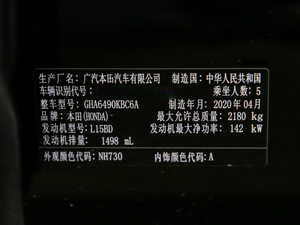 生产厂名：广汽本田汽车有限公司 制造国：中华人民共和国
车辆识别代号： 乘坐人数：5
整车型号：GHA6490KBC6A 制造年月：2020年04月
品牌：本田(HONDA) 最大允许总质量：2180 kg
发动机型号：L15BD 发动机最大净功率：142 kW
发动机排量：1498 mL
外观颜色代码：NH730 内饰颜色代码：A